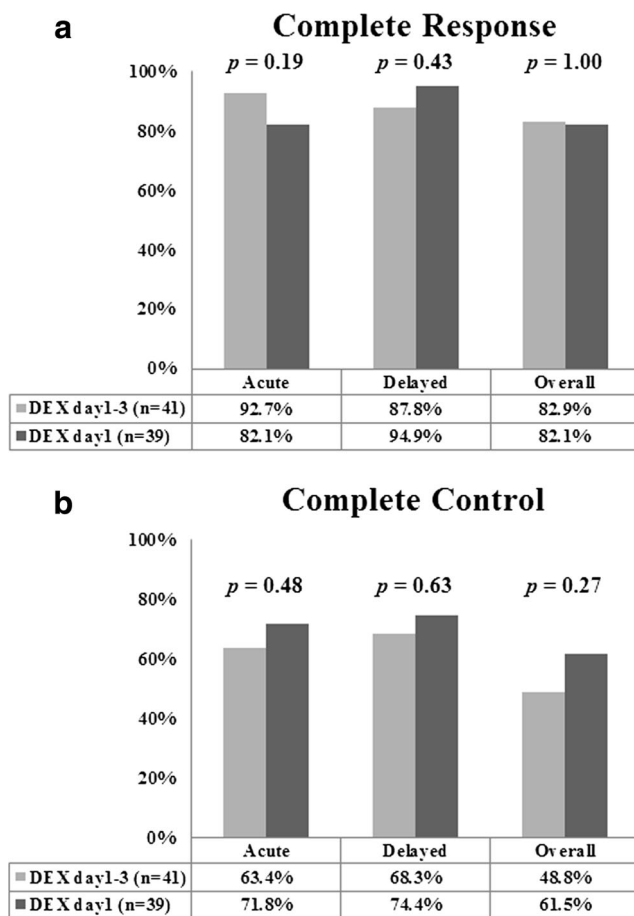 a
Complete Response
p = 0.19 p = 0.43 p = 1.00
100%
80%
60%
40%
20%
0%
Acute Delayed Overall
DEX day1-3 (n=41) 92.7% 87.8% 82.9%
DEX day1 (n=39) 82.1% 94.9% 82.1%
b
Complete Control
100%
p = 0.48 p = 0.63 p = 0.27
80%
60%
40%
20%
0%
Acute Delayed Overall
DEX day1-3 (n=41) 63.4% 68.3% 48.8%
DEX day1 (n=39) 71.8% 74.4% 61.5%